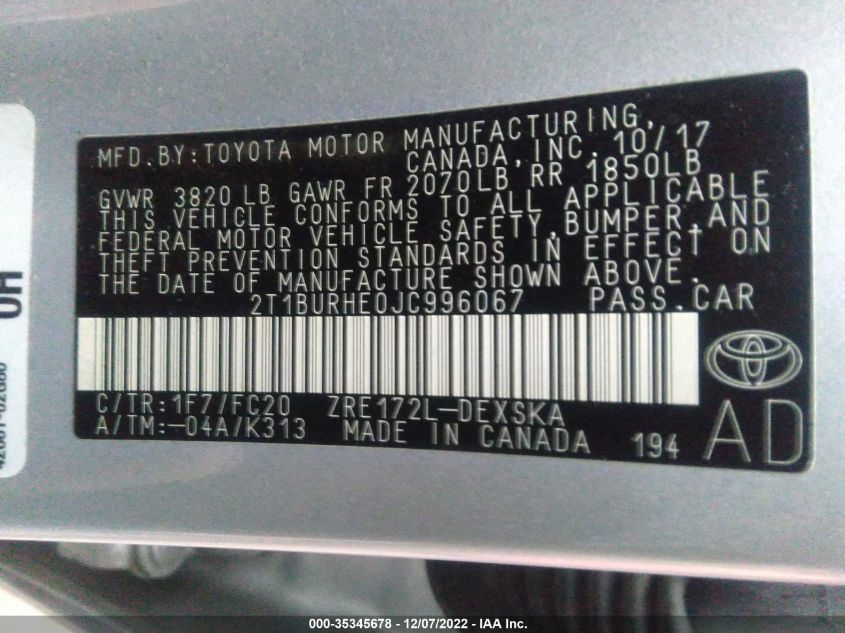 MFD.BY:TOYOTA MOTOR MANUFACTURING,
CANADA,INC. 10/17
GVWR 3820 LB GAWR FR 2070LB RR 1850LB
THIS VEHICLE CONFORMS TO ALL APPLICABLE
FEDERAL MOTOR VEHICLE SAFETY,BUMPER,AND
THEFT PREVENTION STANDARDS IN EFFECT ON
THE DATE OF MANUFACTURE SHOWN ABOVE.
2T1BURHE0JC996067 PASS.CAR
C/TR:1F7/FC20 ZRE172L-DEXSKA
A/TM:-04A/K313 MADE IN CANADA 194
AD
000-35345678 - 12/07/2022 - IAA Inc.